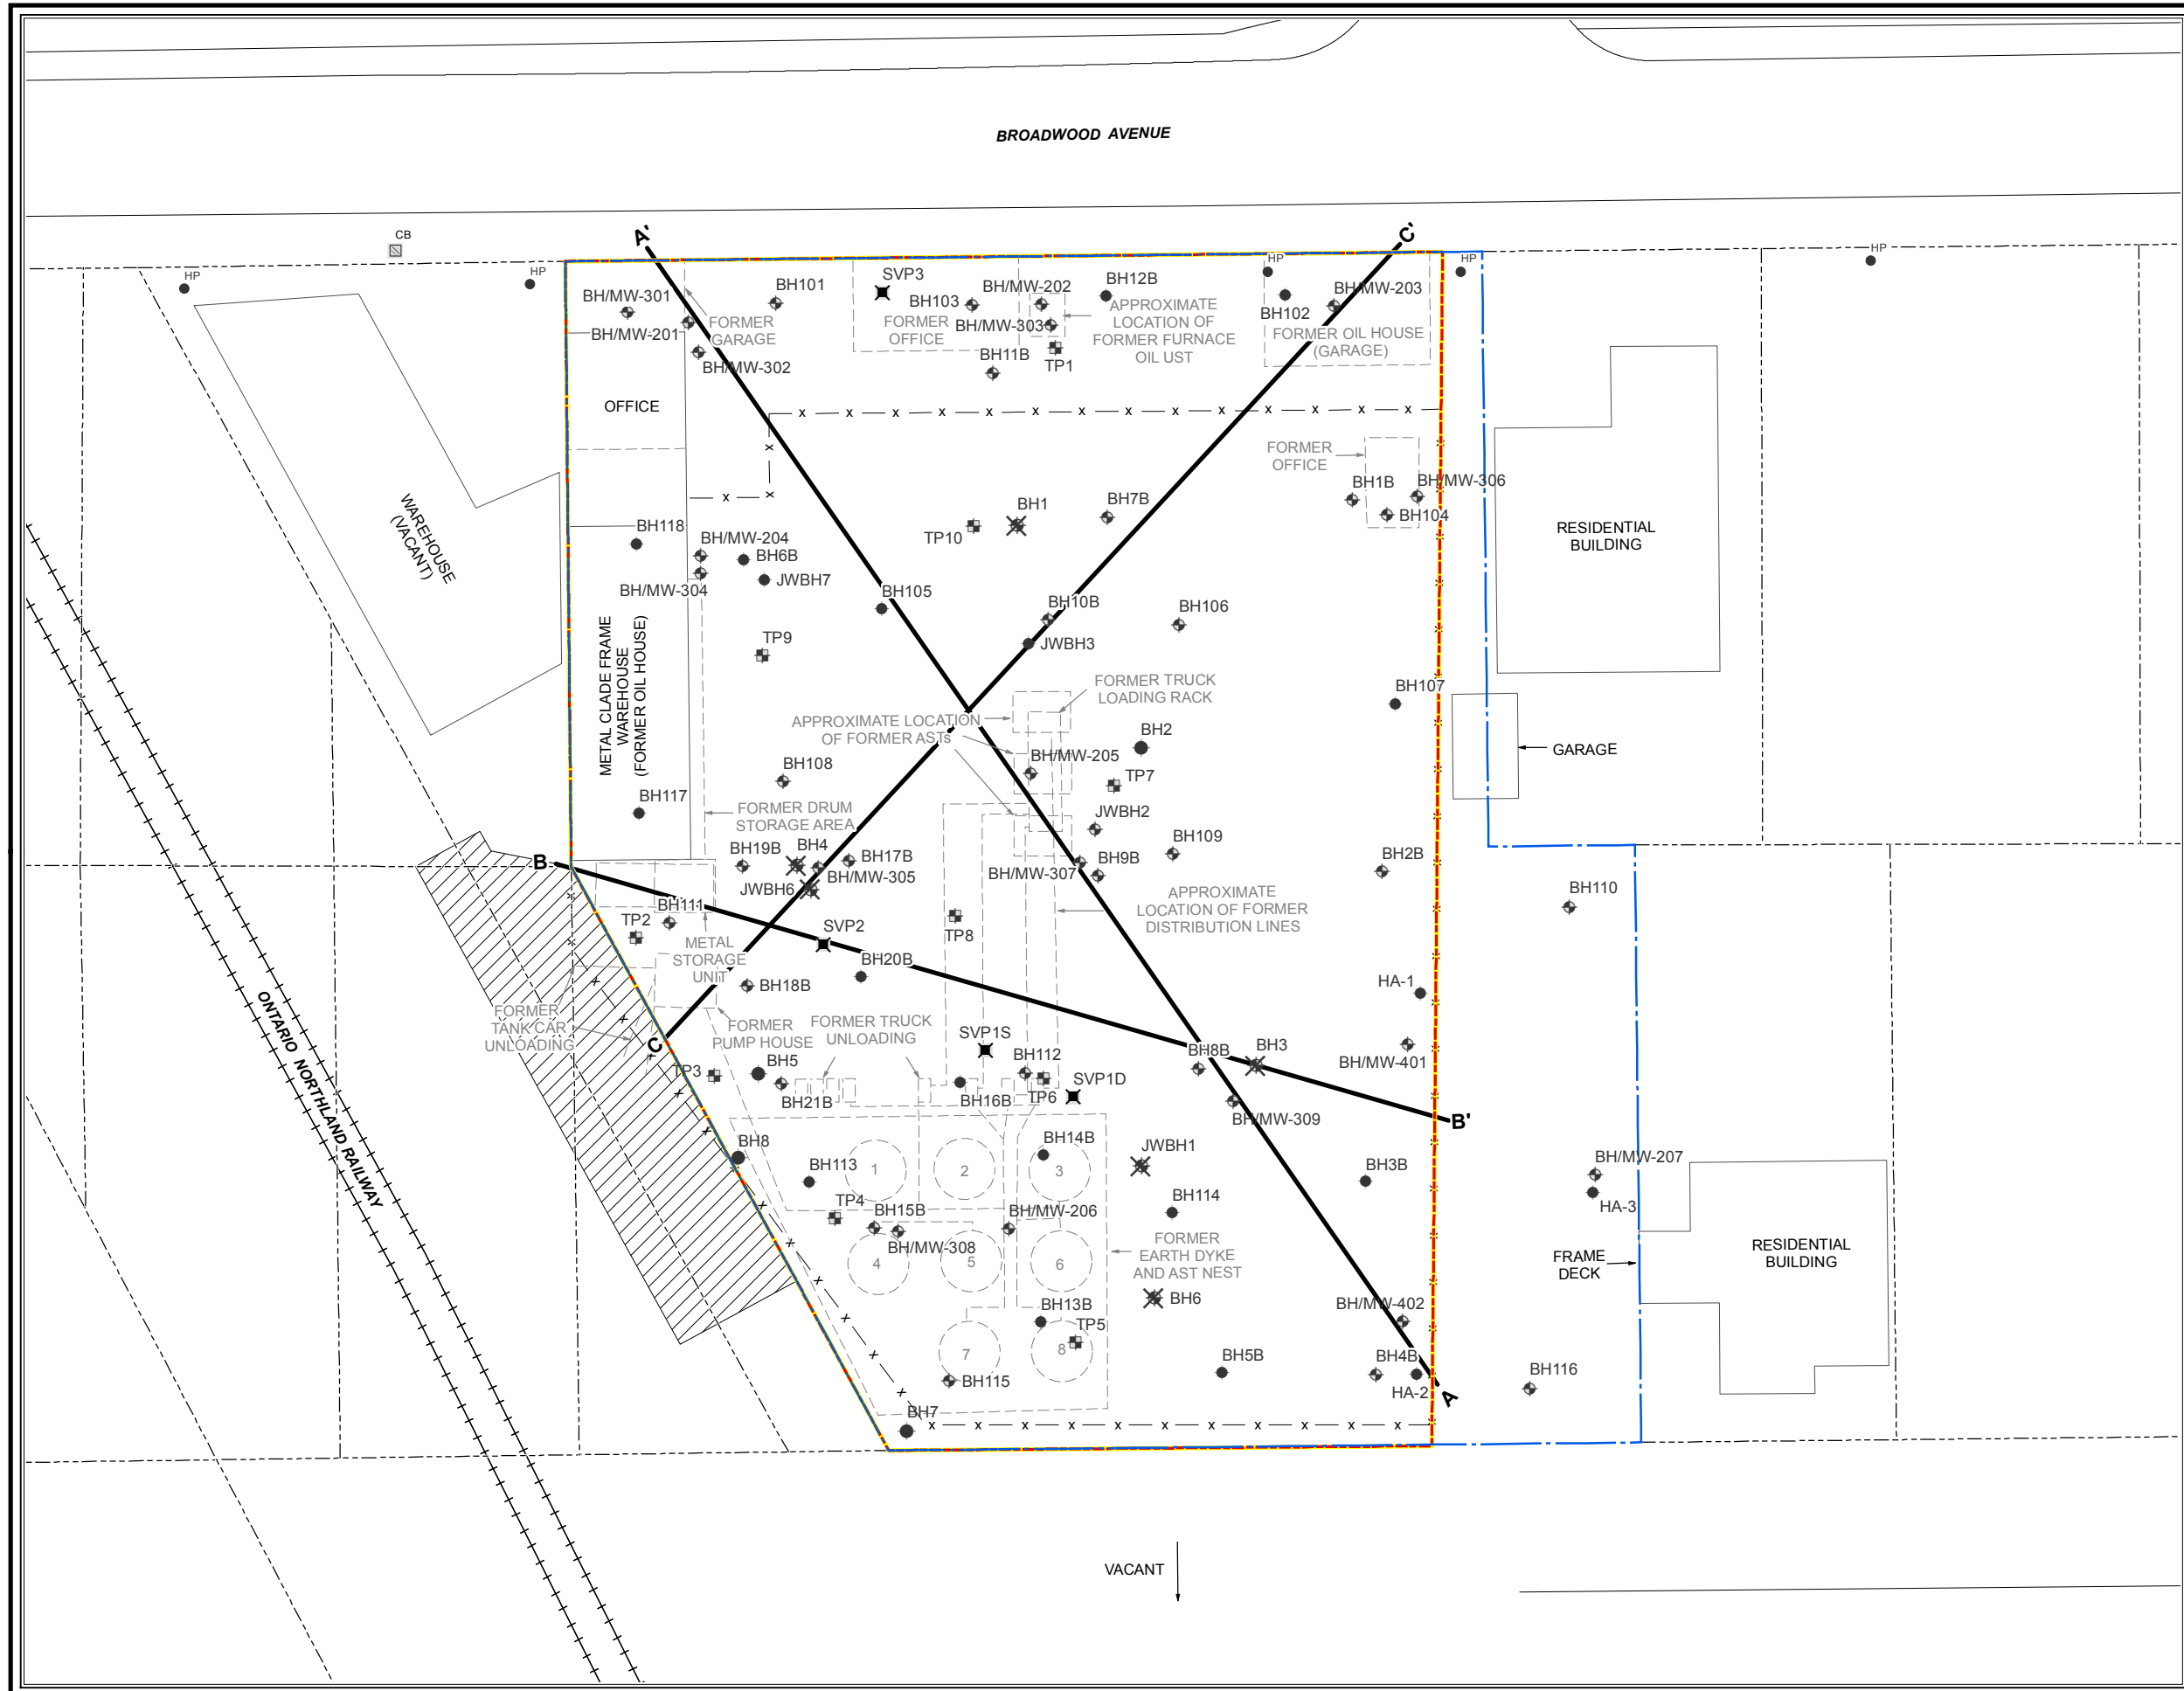 BROADWOOD AVENUE
CB
HP
HP
HP
HP
HP
A'
C'
SVP3
BH101
BH/MW-301
BH/MW-201
BH/MW-302
FORMER
GARAGE
BH103
FORMER
OFFICE
BH/MW-202
BH/MW-303
BH11B
TP1
BH12B
APPROXIMATE
LOCATION OF
FORMER FURNACE
OIL UST
BH102
BH/MW-203
FORMER OIL HOUSE
(GARAGE)
OFFICE
x x x x x x x x x x x x x x
x
x
x
FORMER
OFFICE
BH1B
BH/MW-306
BH104
WAREHOUSE
(VACANT)
RESIDENTIAL
BUILDING
BH118
BH/MW-204
BH6B
JWBH7
BH/MW-304
TP10
BH1
BH7B
BH105
BH10B
JWBH3
BH106
METAL CLADE FRAME
WAREHOUSE
(FORMER OIL HOUSE)
TP9
FORMER TRUCK
LOADING RACK
BH107
APPROXIMATE LOCATION
OF FORMER ASTs
BH2
GARAGE
BH/MW-205
TP7
BH108
BH117
FORMER DRUM
STORAGE AREA
JWBH2
BH109
B
BH19B
BH4
BH17B
BH/MW-305
JWBH6
BH9B
BH/MW-307
BH2B
APPROXIMATE
LOCATION OF FORMER
DISTRIBUTION LINES
BH110
BH111
TP2
SVP2
TP8
METAL
STORAGE
UNIT
BH20B
BH18B
HA-1
ONTARIO NORTHLAND RAILWAY
FORMER
TANK CAR
UNLOADING
C
FORMER
PUMP HOUSE
FORMER TRUCK
UNLOADING
SVP1S
BH112
BH8B
BH3
BH/MW-401
TP3
BH5
BH21B
BH16B
TP6
SVP1D
BH/MW-309
B'
BH8
BH113
1
2
3
BH14B
JWBH1
BH3B
BH/MW-207
HA-3
TP4
BH15B
BH/MW-308
BH/MW-206
BH114
4
5
6
FORMER
EARTH DYKE
AND AST NEST
FRAME
DECK
RESIDENTIAL
BUILDING
BH6
BH13B
TP5
7
8
BH/MW-402
BH115
BH5B
BH4B
HA-2
A
BH116
BH7
x x x x x x x x x x x
VACANT